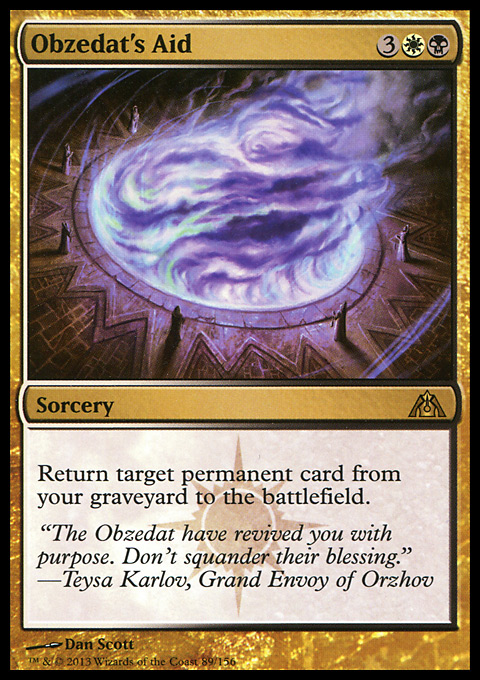 Obzedat's Aid 3
Sorcery
Return target permanent card from
your graveyard to the battlefield.
“The Obzedat have revived you with
purpose. Don't squander their blessing.”
—Teysa Karlov, Grand Envoy of Orzhov
Dan Scott
™ & © 2013 Wizards of the Coast 89/156